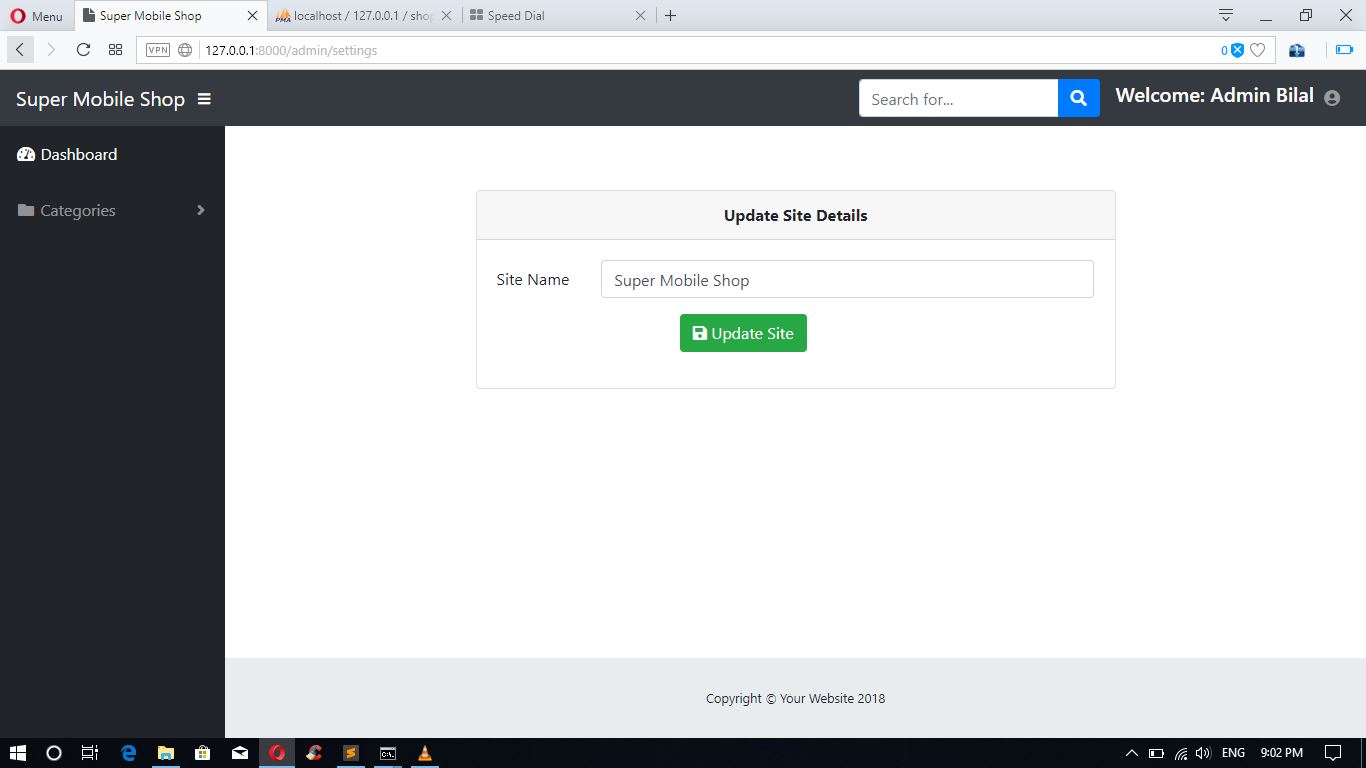 Menu
Super Mobile Shop
PMA
localhost / 127.0.0.1 / shop
Speed Dial
VPN
127.0.0.1:8000/admin/settings
0
Super Mobile Shop
Search for...
Welcome: Admin Bilal
Dashboard
Categories
Update Site Details
Site Name
Super Mobile Shop
Update Site
Copyright © Your Website 2018
ENG
9:02 PM